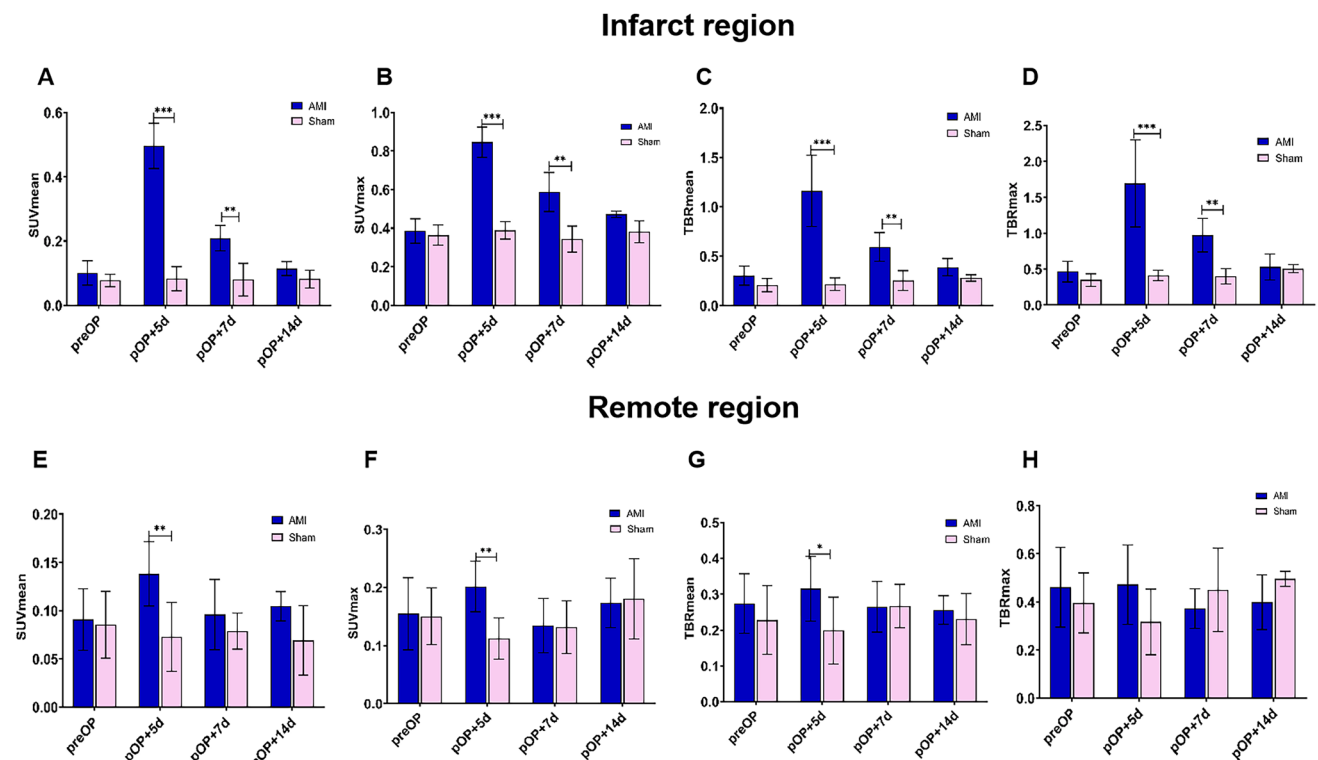 Infarct region
A
B
C
D
SUVmean
0.6
0.4
0.2
0.0
***
**
AMI
Sham
preOP
pOP+5d
pOP+7d
pOP+14d
SUVmax
1.0
0.8
0.6
0.4
0.2
0.0
***
**
AMI
Sham
preOP
pOP+5d
pOP+7d
pOP+14d
TBRmean
2.0
1.5
1.0
0.5
0.0
***
**
AMI
Sham
preOP
pOP+5d
pOP+7d
pOP+14d
TBRmax
2.5
2.0
1.5
1.0
0.5
0.0
***
**
AMI
Sham
preOP
pOP+5d
pOP+7d
pOP+14d
Remote region
E
F
G
H
SUVmean
0.20
0.15
0.10
0.05
0.00
**
AMI
Sham
preOP
pOP+5d
pOP+7d
pOP+14d
SUVmax
0.3
0.2
0.1
0.0
**
AMI
Sham
preOP
pOP+5d
pOP+7d
pOP+14d
TBRmean
0.5
0.4
0.3
0.2
0.1
0.0
*
AMI
Sham
preOP
pOP+5d
pOP+7d
pOP+14d
TBRmax
0.8
0.6
0.4
0.2
0.0
AMI
Sham
preOP
pOP+5d
pOP+7d
pOP+14d